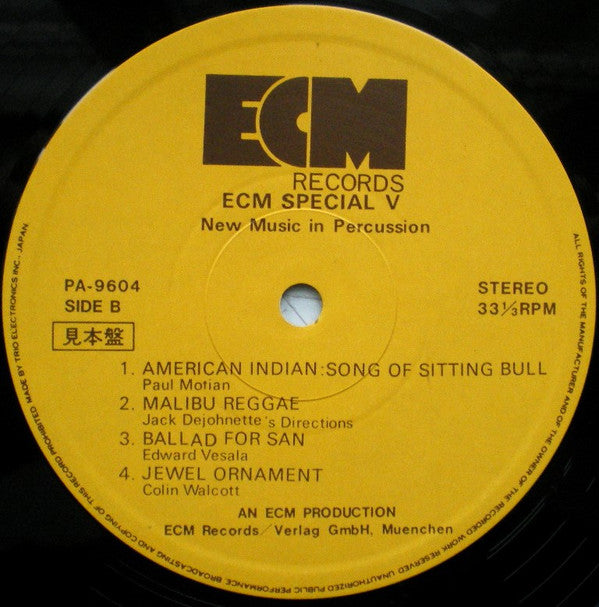 ECM
RECORDS
ECM SPECIAL V
New Music in Percussion
PA-9604
SIDE B
見本盤
STEREO
33⅓RPM
1. AMERICAN INDIAN:SONG OF SITTING BULL
Paul Motian
2. MALIBU REGGAE
Jack Dejohnette's Directions
3. BALLAD FOR SAN
Edward Vesala
4. JEWEL ORNAMENT
Colin Walcott
AN ECM PRODUCTION
ECM Records/Verlag GmbH, Muenchen
ALL RIGHTS OF THE MANUFACTURER AND OF THE OWNER OF THE RECORDED WORK RESERVED UNAUTHORIZED PUBLIC PERFORMANCE BROADCASTING AND COPYING OF THIS RECORD PROHIBITED MADE BY TRIO ELECTRONICS INC., JAPAN